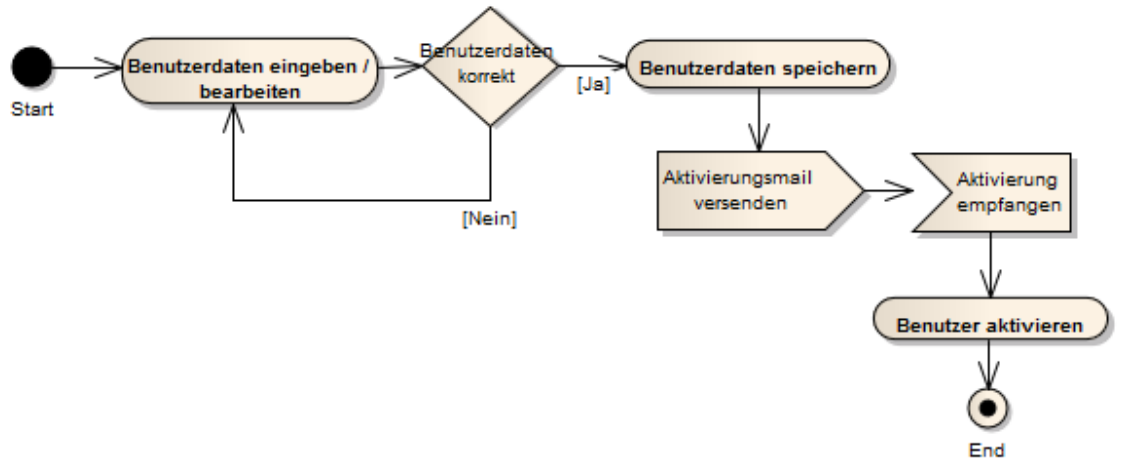 Start
Benutzerdaten eingeben /
bearbeiten
Benutzerdaten
korrekt
[Ja]
[Nein]
Benutzerdaten speichern
Aktivierungsmail
versenden
Aktivierung
empfangen
Benutzer aktivieren
End